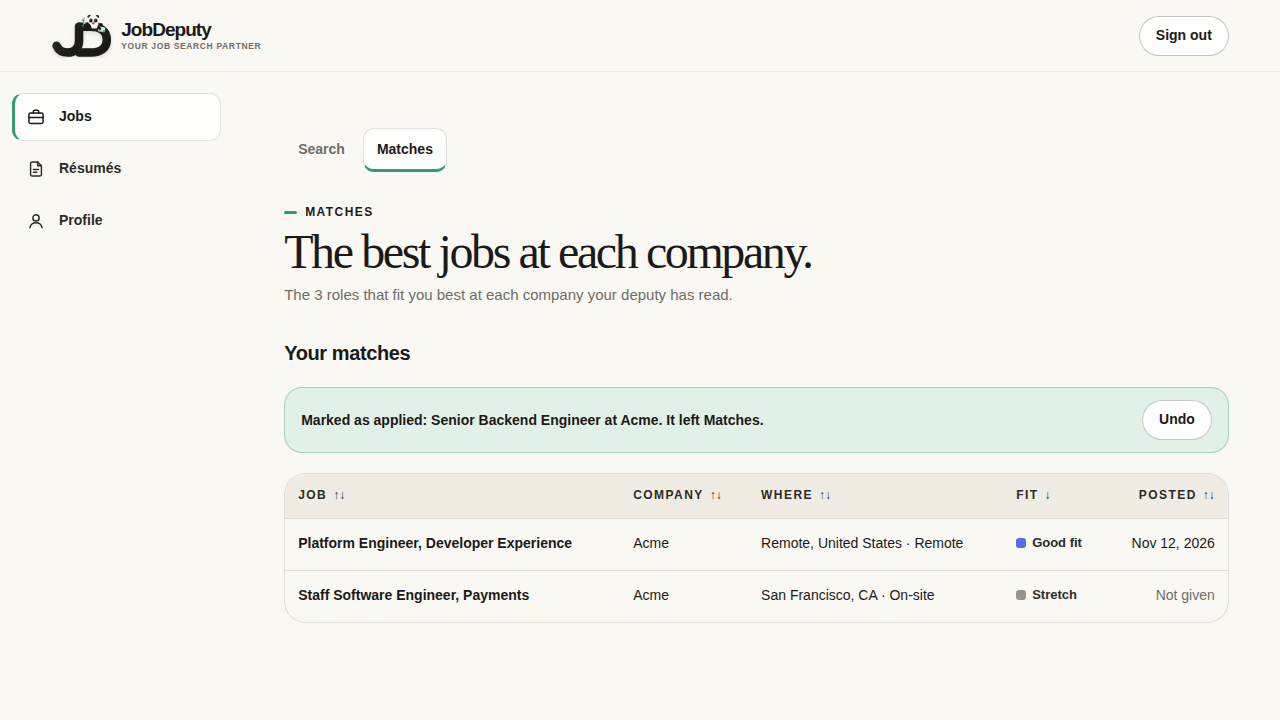 JobDeputy
YOUR JOB SEARCH PARTNER
Sign out
Jobs
Résumés
Profile
Search
Matches
MATCHES
The best jobs at each company.
The 3 roles that fit you best at each company your deputy has read.
Your matches
Marked as applied: Senior Backend Engineer at Acme. It left Matches.
Undo
JOB ↑↓ COMPANY ↑↓ WHERE ↑↓ FIT ↓ POSTED ↑↓
Platform Engineer, Developer Experience Acme Remote, United States · Remote Good fit Nov 12, 2026
Staff Software Engineer, Payments Acme San Francisco, CA · On-site Stretch Not given